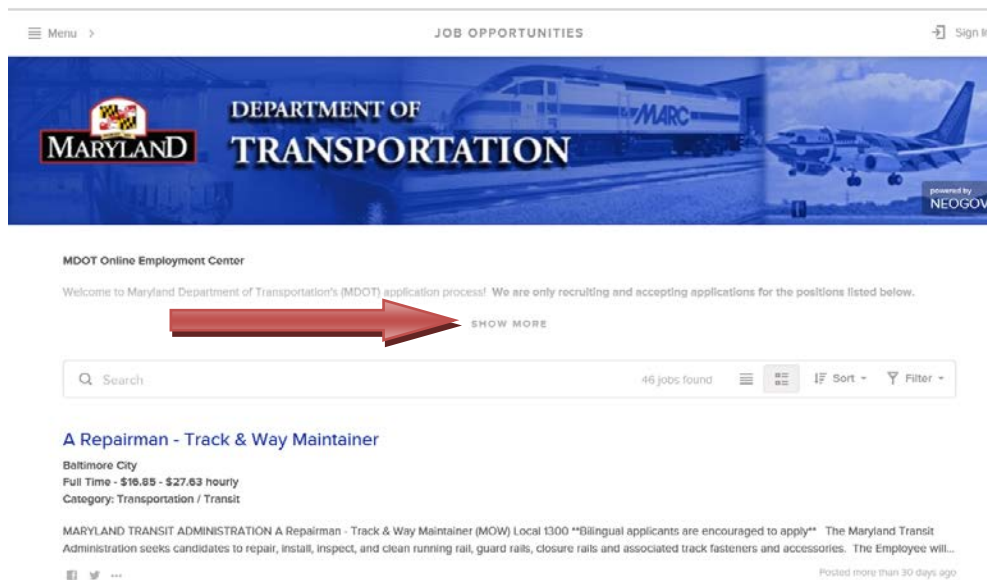 Menu >
JOB OPPORTUNITIES
Sign In
MARYLAND
DEPARTMENT OF
TRANSPORTATION
MARC
powered by
NEOGOV
MDOT Online Employment Center
Welcome to Maryland Department of Transportation's (MDOT) application process! We are only recruiting and accepting applications for the positions listed below.
SHOW MORE
Search
46 jobs found
Sort
Filter
A Repairman - Track & Way Maintainer
Baltimore City
Full Time - $16.85 - $27.63 hourly
Category: Transportation / Transit
MARYLAND TRANSIT ADMINISTRATION A Repairman - Track & Way Maintainer (MOW) Local 1300 **Bilingual applicants are encouraged to apply** The Maryland Transit
Administration seeks candidates to repair, install, inspect, and clean running rail, guard rails, closure rails and associated track fasteners and accessories. The Employee will...
Posted more than 30 days ago